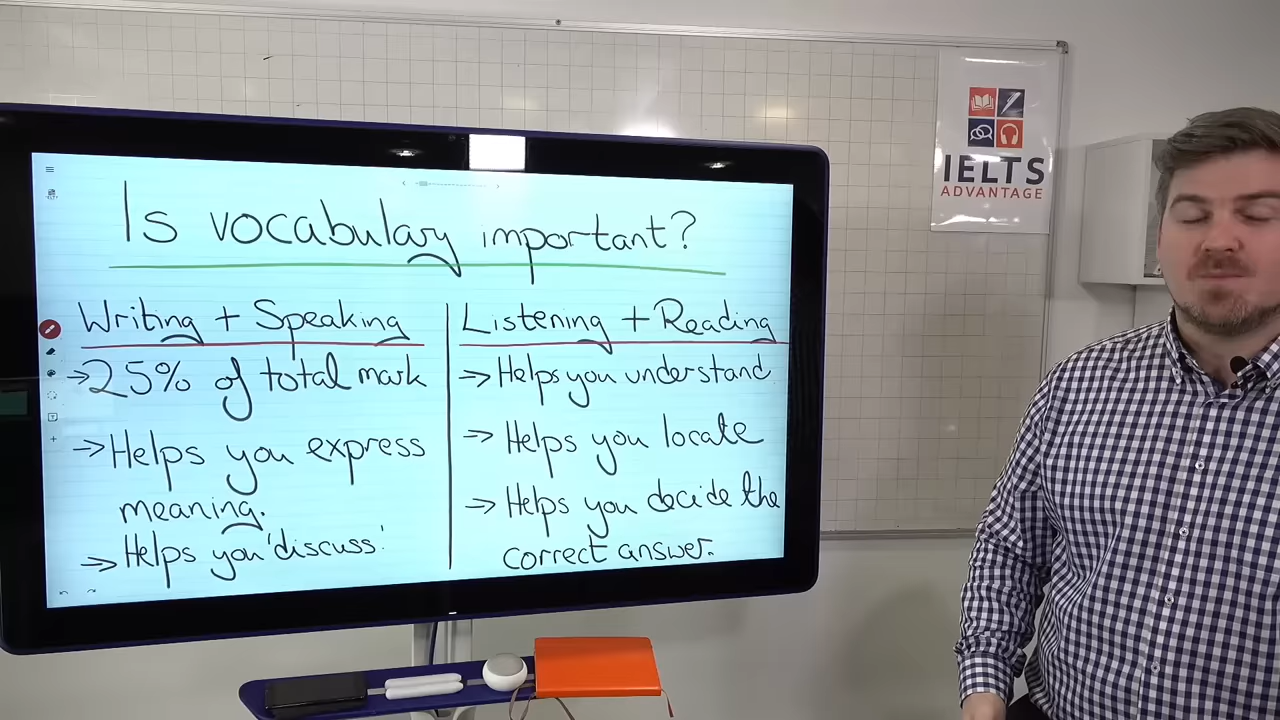 Is vocabulary important?
Writing + Speaking
→ 25% of total mark
→ Helps you express
meaning.
→ Helps you 'discuss'
Listening + Reading
→ Helps you understand
→ Helps you locate
→ Helps you decide the
correct answer.
IELTS
ADVANTAGE